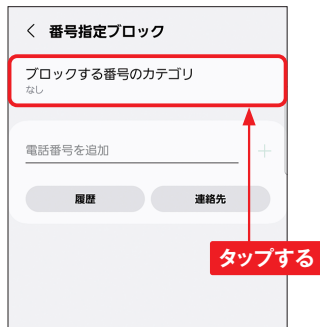 番号指定ブロック
ブロックする番号のカテゴリ
なし
電話番号を追加
履歴
連絡先
タップする